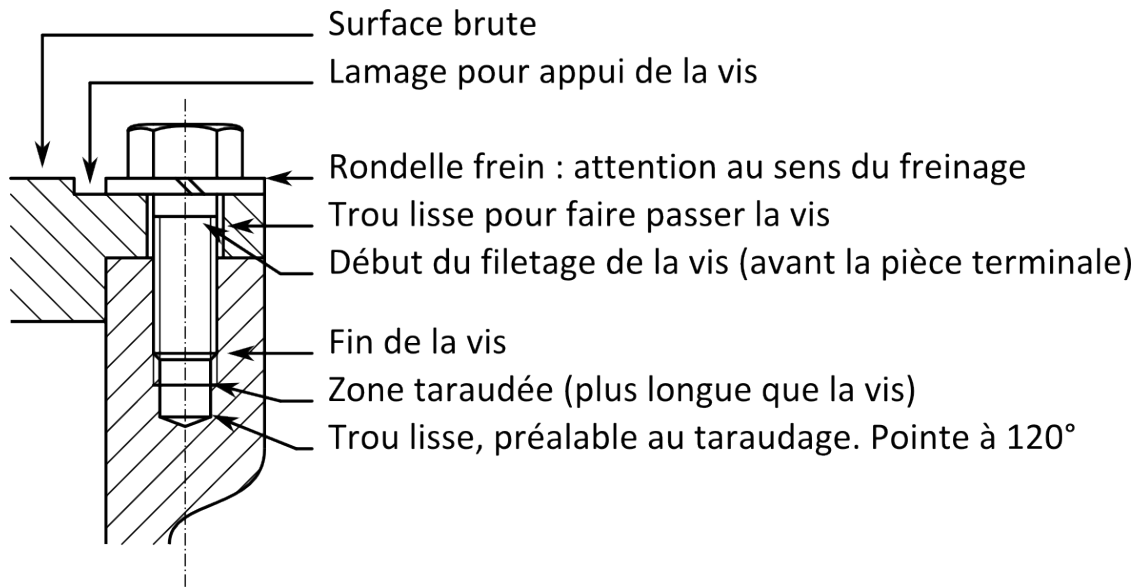 Surface brute
Lamage pour appui de la vis
Rondelle frein : attention au sens du freinage
Trou lisse pour faire passer la vis
Début du filetage de la vis (avant la pièce terminale)
Fin de la vis
Zone taraudée (plus longue que la vis)
Trou lisse, préalable au taraudage. Pointe à 120°